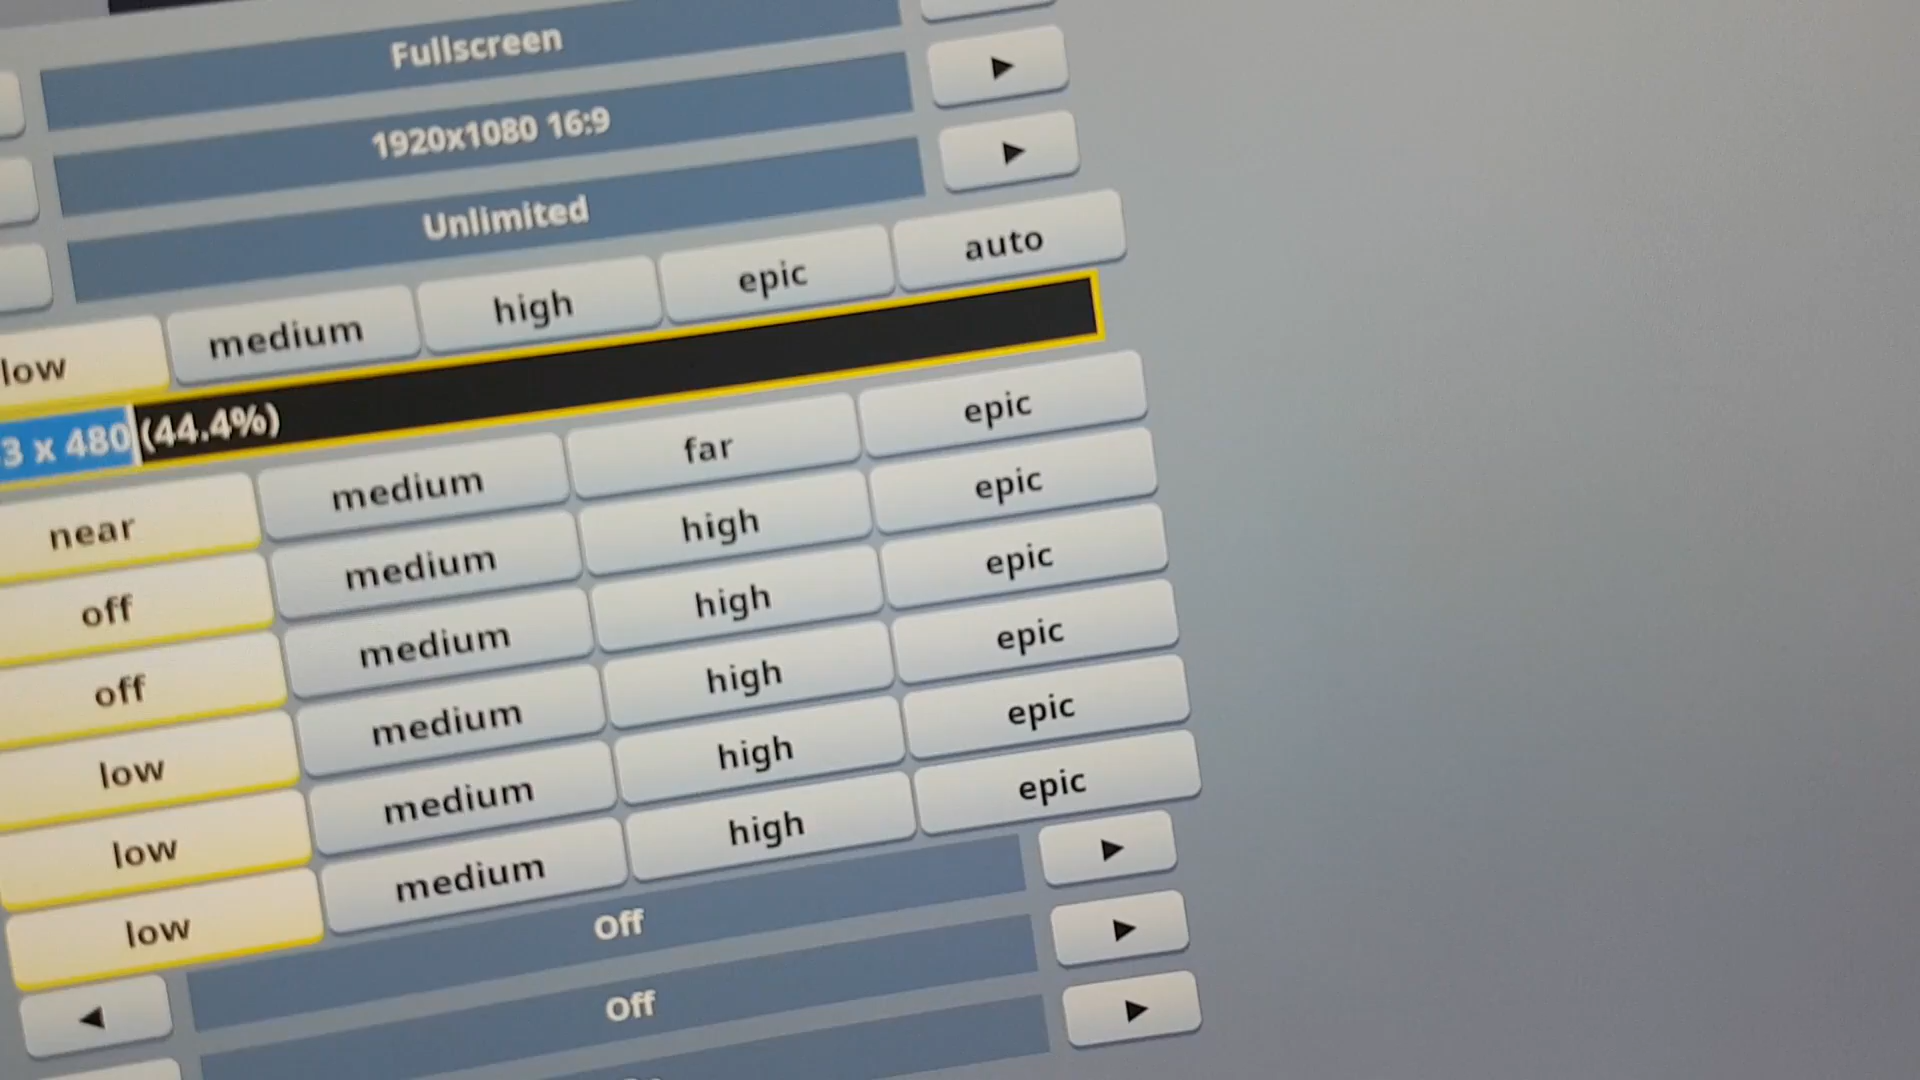 Fullscreen
1920x1080 16:9
Unlimited
low medium high epic auto
3 x 480 (44.4%)
near medium far epic
off medium high epic
off medium high epic
low medium high epic
low medium high epic
low medium high epic
Off
Off